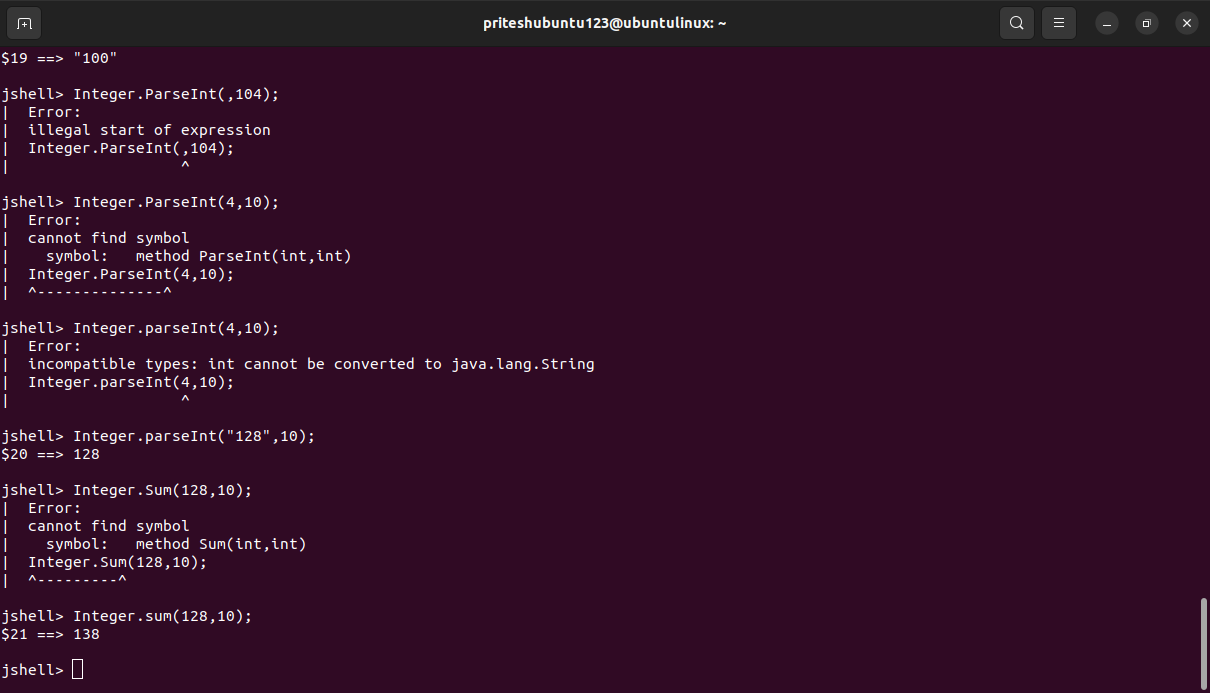 priteshubuntu123@ubuntulinux: ~
$19 ==> "100"
jshell> Integer.ParseInt(,104);
|  Error:
|  illegal start of expression
|  Integer.ParseInt(,104);
|                   ^
jshell> Integer.ParseInt(4,10);
|  Error:
|  cannot find symbol
|    symbol:   method ParseInt(int,int)
|  Integer.ParseInt(4,10);
|  ^--------------^
jshell> Integer.parseInt(4,10);
|  Error:
|  incompatible types: int cannot be converted to java.lang.String
|  Integer.parseInt(4,10);
|                   ^
jshell> Integer.parseInt("128",10);
$20 ==> 128
jshell> Integer.Sum(128,10);
|  Error:
|  cannot find symbol
|    symbol:   method Sum(int,int)
|  Integer.Sum(128,10);
|  ^---------^
jshell> Integer.sum(128,10);
$21 ==> 138
jshell>